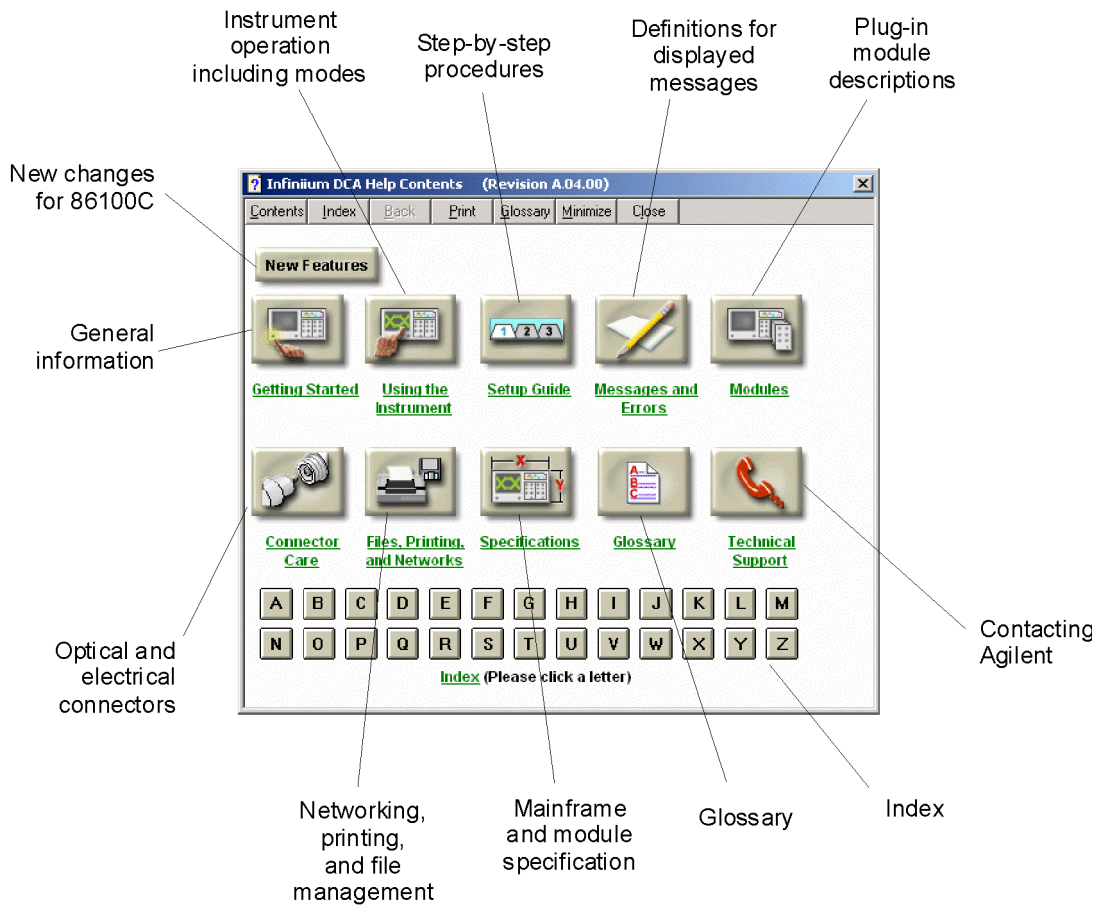 Instrument
operation
including modes
Step-by-step
procedures
Definitions for
displayed
messages
Plug-in
module
descriptions
New changes
for 86100C
General
information
Infiniium DCA Help Contents (Revision A.04.00)
Contents Index Back Print Glossary Minimize Close
New Features
1 2 3
Getting Started
Using the
Instrument
Setup Guide
Messages and
Errors
Modules
X
Y
A
B
C
Connector
Care
Files, Printing,
and Networks
Specifications
Glossary
Technical
Support
A B C D E F G H I J K L M
N O P Q R S T U V W X Y Z
Index (Please click a letter)
Optical and
electrical
connectors
Contacting
Agilent
Networking,
printing,
and file
management
Mainframe
and module
specification
Glossary
Index